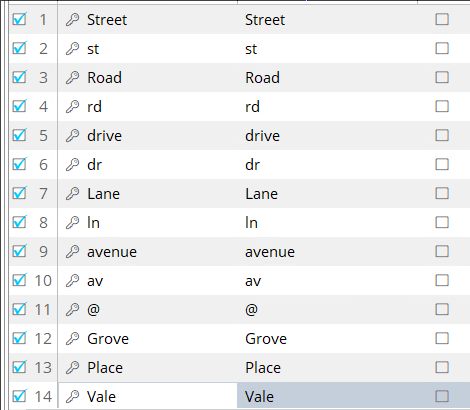 1 Street Street
2 st st
3 Road Road
4 rd rd
5 drive drive
6 dr dr
7 Lane Lane
8 ln ln
9 avenue avenue
10 av av
11 @ @
12 Grove Grove
13 Place Place
14 Vale Vale